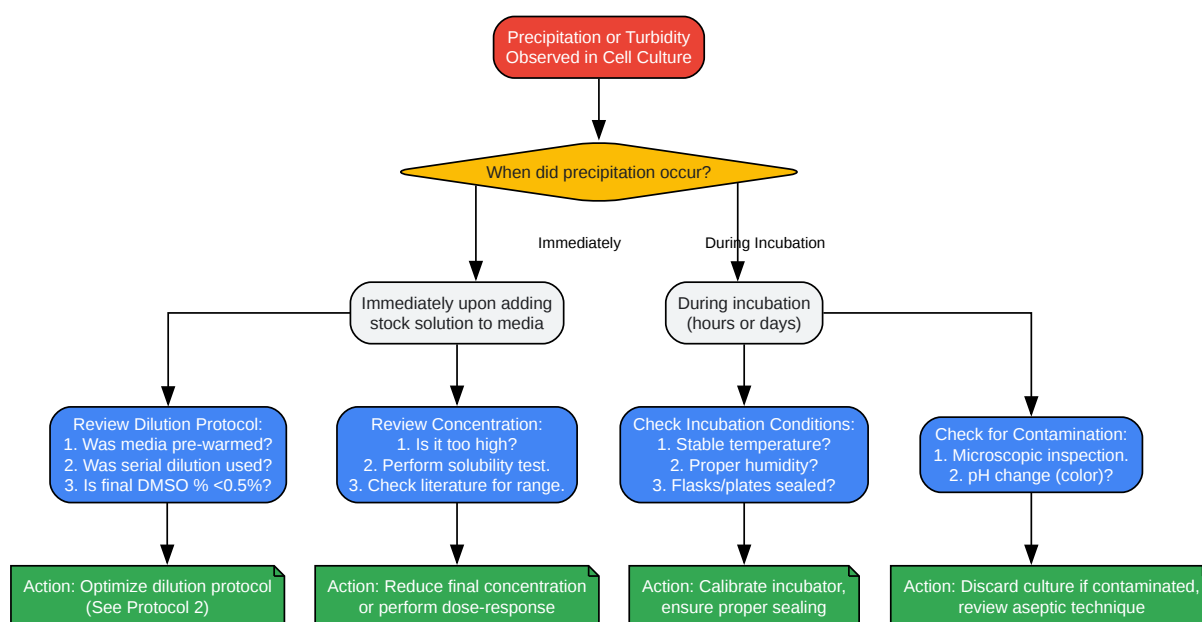 Precipitation or Turbidity
Observed in Cell Culture
When did precipitation occur?
Immediately
During Incubation
Immediately upon adding
stock solution to media
During incubation
(hours or days)
Review Dilution Protocol:
1. Was media pre-warmed?
2. Was serial dilution used?
3. Is final DMSO % <0.5%?
Review Concentration:
1. Is it too high?
2. Perform solubility test.
3. Check literature for range.
Check Incubation Conditions:
1. Stable temperature?
2. Proper humidity?
3. Flasks/plates sealed?
Check for Contamination:
1. Microscopic inspection.
2. pH change (color)?
Action: Optimize dilution protocol
(See Protocol 2)
Action: Reduce final concentration
or perform dose-response
Action: Calibrate incubator,
ensure proper sealing
Action: Discard culture if contaminated,
review aseptic technique